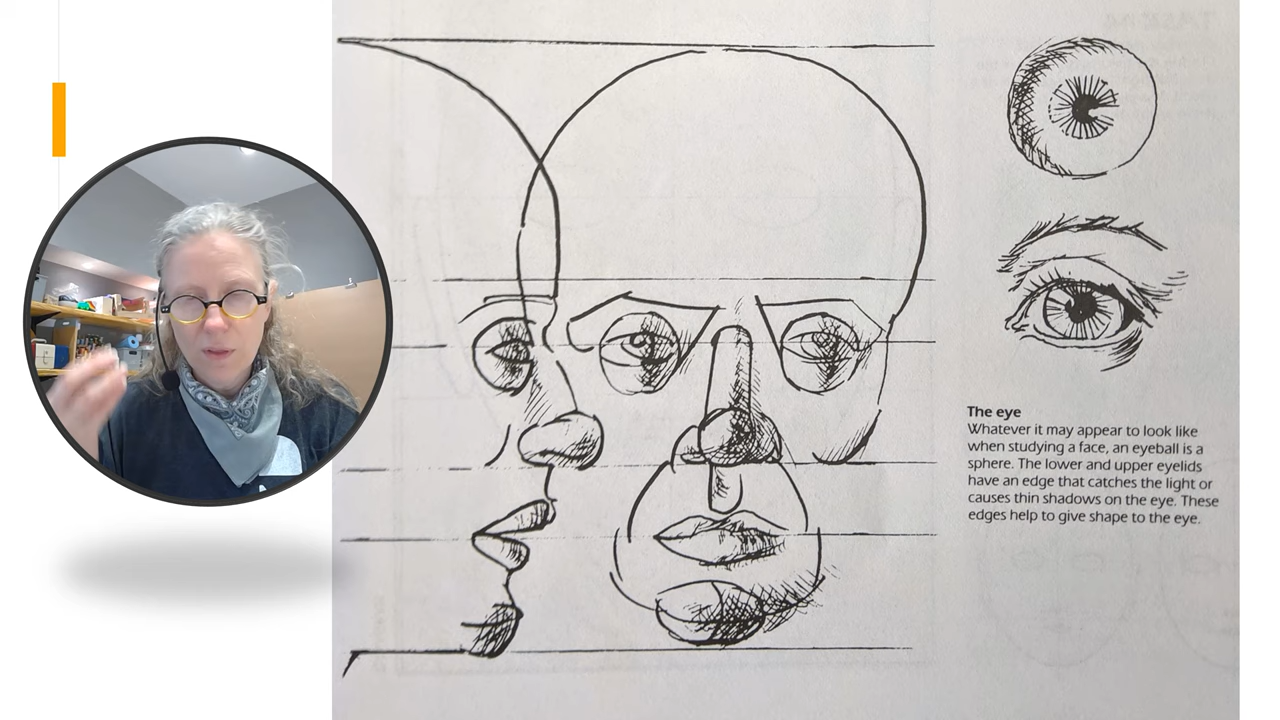 The eye
Whatever it may appear to look like
when studying a face, an eyeball is a
sphere. The lower and upper eyelids
have an edge that catches the light or
causes thin shadows on the eye. These
edges help to give shape to the eye.